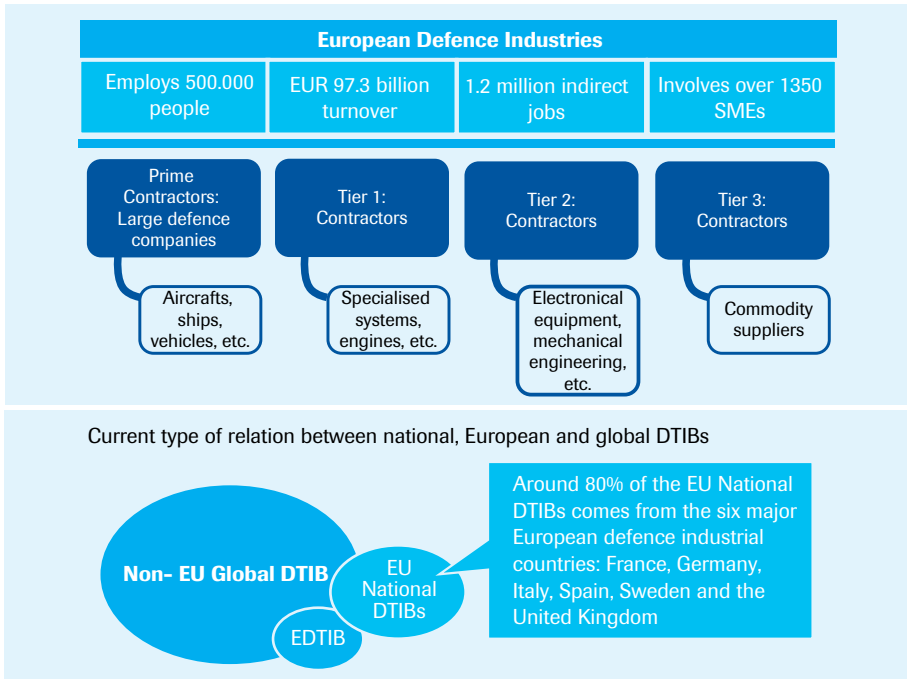 European Defence Industries
Employs 500.000
people
EUR 97.3 billion
turnover
1.2 million indirect
jobs
Involves over 1350
SMEs
Prime
Contractors:
Large defence
companies
Tier 1:
Contractors
Tier 2:
Contractors
Tier 3:
Contractors
Aircrafts,
ships,
vehicles, etc.
Specialised
systems,
engines, etc.
Electronical
equipment,
mechanical
engineering,
etc.
Commodity
suppliers
Current type of relation between national, European and global DTIBs
Non- EU Global DTIB
EU
National
DTIBs
EDTIB
Around 80% of the EU National
DTIBs comes from the six major
European defence industrial
countries: France, Germany,
Italy, Spain, Sweden and the
United Kingdom